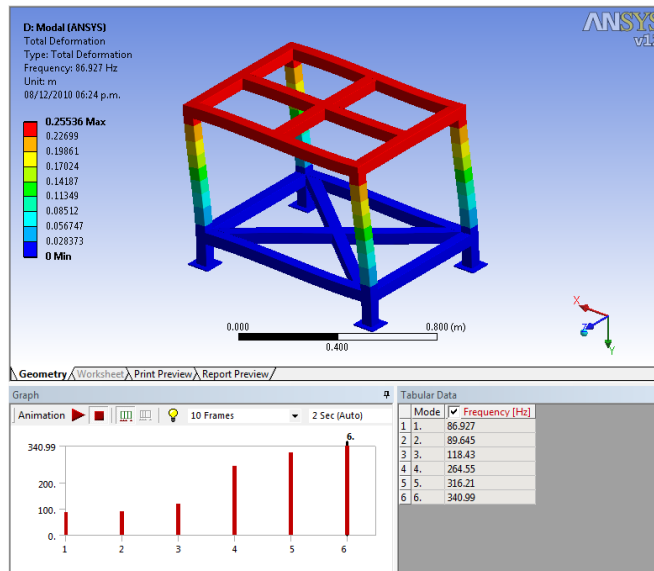 D: Modal (ANSYS)
Total Deformation
Type: Total Deformation
Frequency: 86.927 Hz
Unit: m
08/12/2010 06:24 p.m.
ANSYS
0.25536 Max
0.22699
0.19861
0.17024
0.14187
0.11349
0.08512
0.056747
0.028373
0 Min
0.000 0.800 (m)
0.400
X
Z
Y
Geometry Worksheet Print Preview Report Preview
Graph
Animation 10 Frames 2 Sec (Auto)
6.
340.99
200.
100.
0.
1 2 3 4 5 6
Tabular Data
Mode Frequency [Hz]
1 1. 86.927
2 2. 89.645
3 3. 118.43
4 4. 264.55
5 5. 316.21
6 6. 340.99